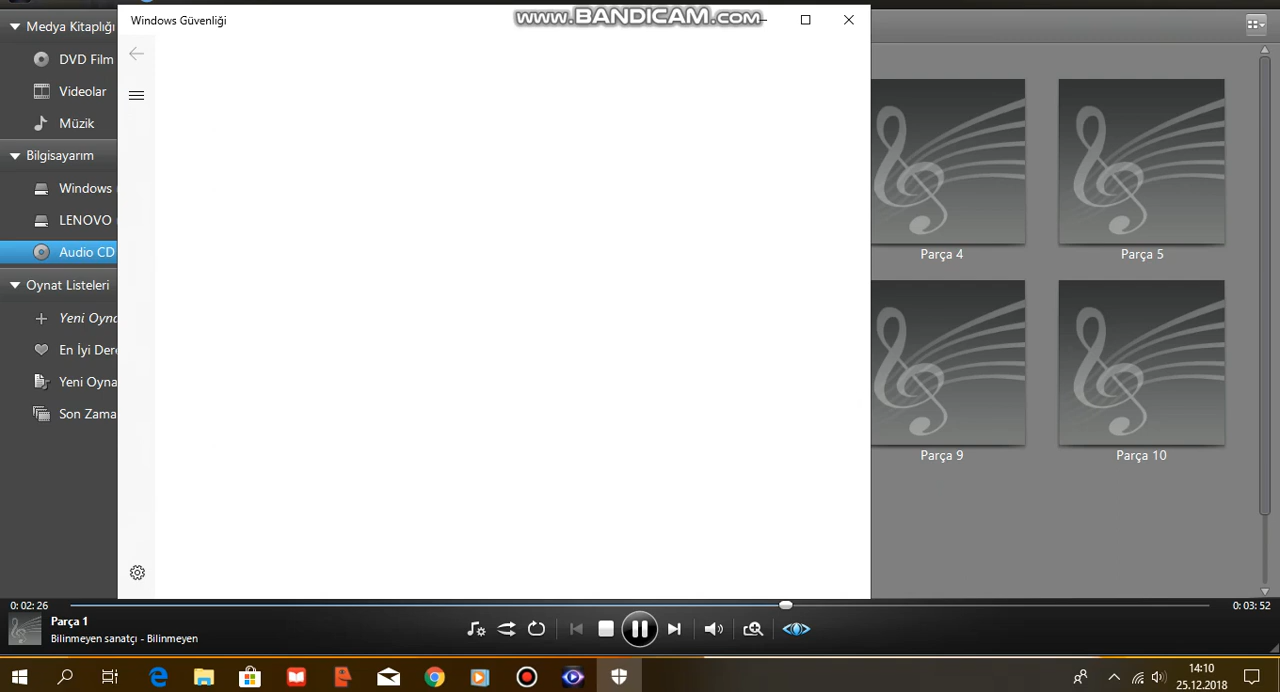 www.BANDICAM.com
Windows Güvenliği
Medya Kitaplığı
DVD Film
Videolar
Müzik
Bilgisayarım
Windows
LENOVO
Audio CD
Oynat Listeleri
Yeni Oyna
En İyi Dere
Yeni Oyna
Son Zama
Parça 4
Parça 5
Parça 9
Parça 10
0: 02: 26
0: 03: 52
Parça 1
Bilinmeyen sanatçı - Bilinmeyen
14:10
25.12.2018